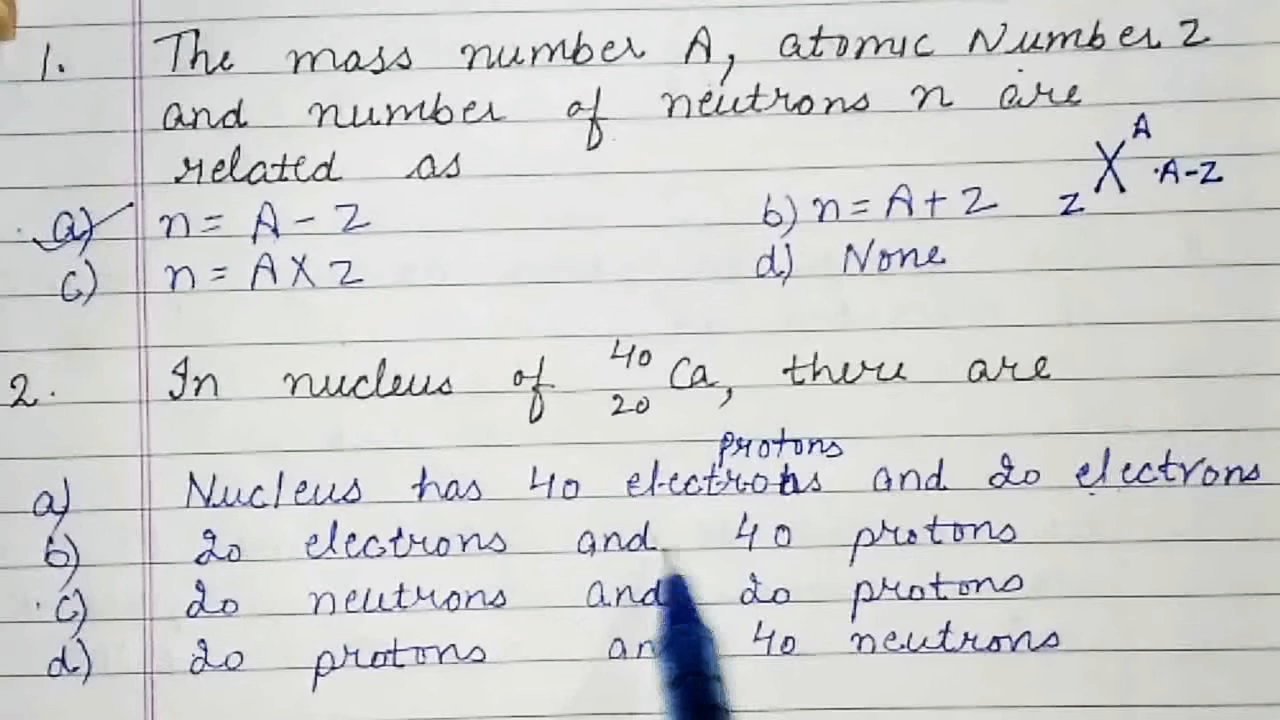 1. The mass number A, atomic Number Z
and number of neutrons n are
related as
a) n = A - Z b) n = A + Z
c) n = A X Z d) None
Z X A A-Z
2. In nucleus of 40 20 Ca, there are
protons
a) Nucleus has 40 electrons and 20 electrons
b) 20 electrons and 40 protons
c) 20 neutrons and 20 protons
d) 20 protons an 40 neutrons